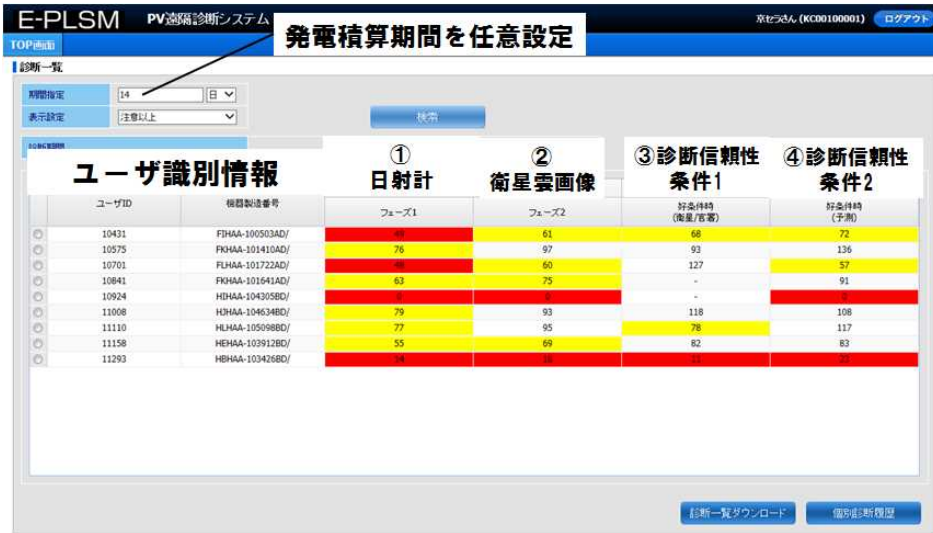 E-PLSM PV遠隔診断システム 京セラさん (KC00100001) ログアウト
発電積算期間を任意設定
TOP画面
診断一覧
期間指定 14 日
表示設定 注意以上 検索
ユーザ識別情報 ① 日射計 ② 衛星雲画像 ③診断信頼性 条件1 ④診断信頼性 条件2
ユーザID 機器製造番号 フェーズ1 フェーズ2 好条件時 (衛星/官署) 好条件時 (予測)
10431 FIHAA-100503AD/ 61 68 72
10575 FKHAA-101410AD/ 76 97 93 136
10701 FLHAA-101722AD/ 60 127 57
10841 FKHAA-101641AD/ 63 75 - 91
10924 HIHAA-104305BD/ 0 0 - 0
11008 HJHAA-104634BD/ 79 93 118 108
11110 HLHAA-105098BD/ 77 95 78 117
11158 HEHAA-103912BD/ 55 69 82 83
11293 HBHAA-103426BD/
診断一覧ダウンロード 個別診断履歴